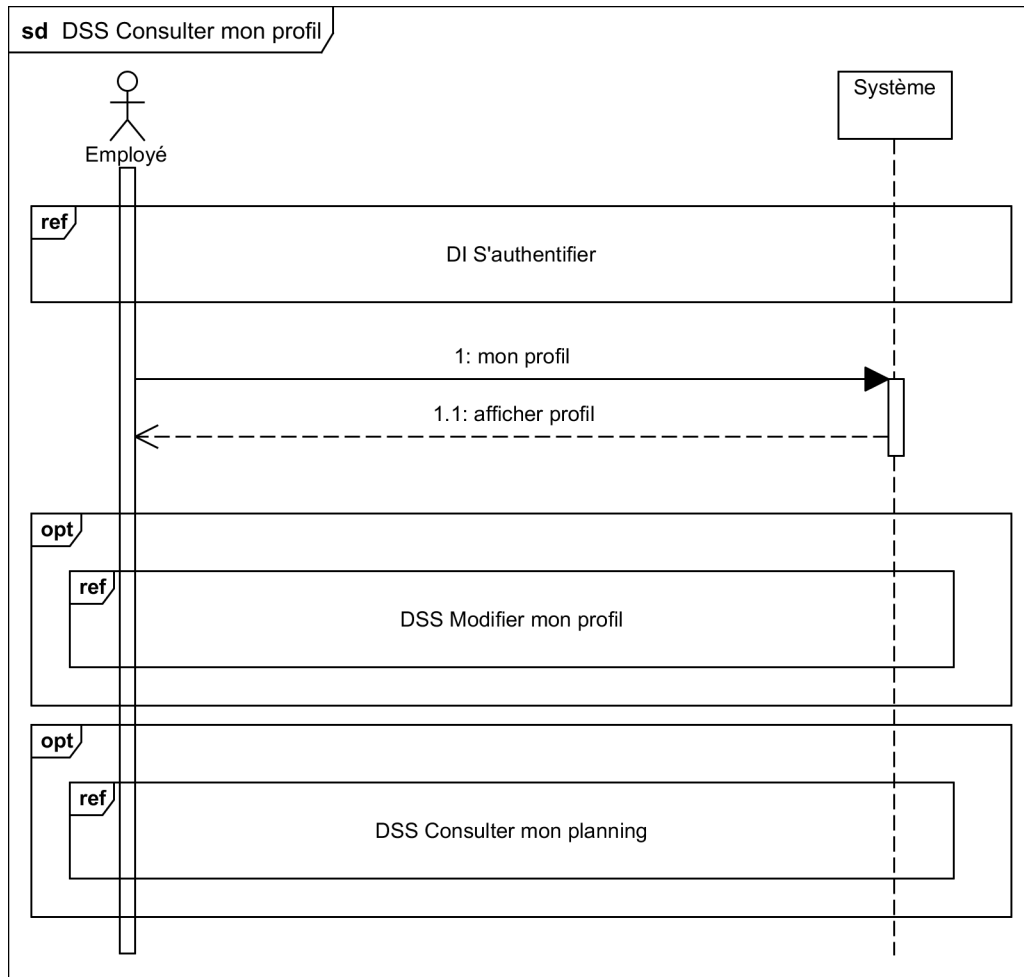 sd DSS Consulter mon profil
Employé
Système
ref
DI S'authentifier
1: mon profil
1.1: afficher profil
opt
ref
DSS Modifier mon profil
opt
ref
DSS Consulter mon planning